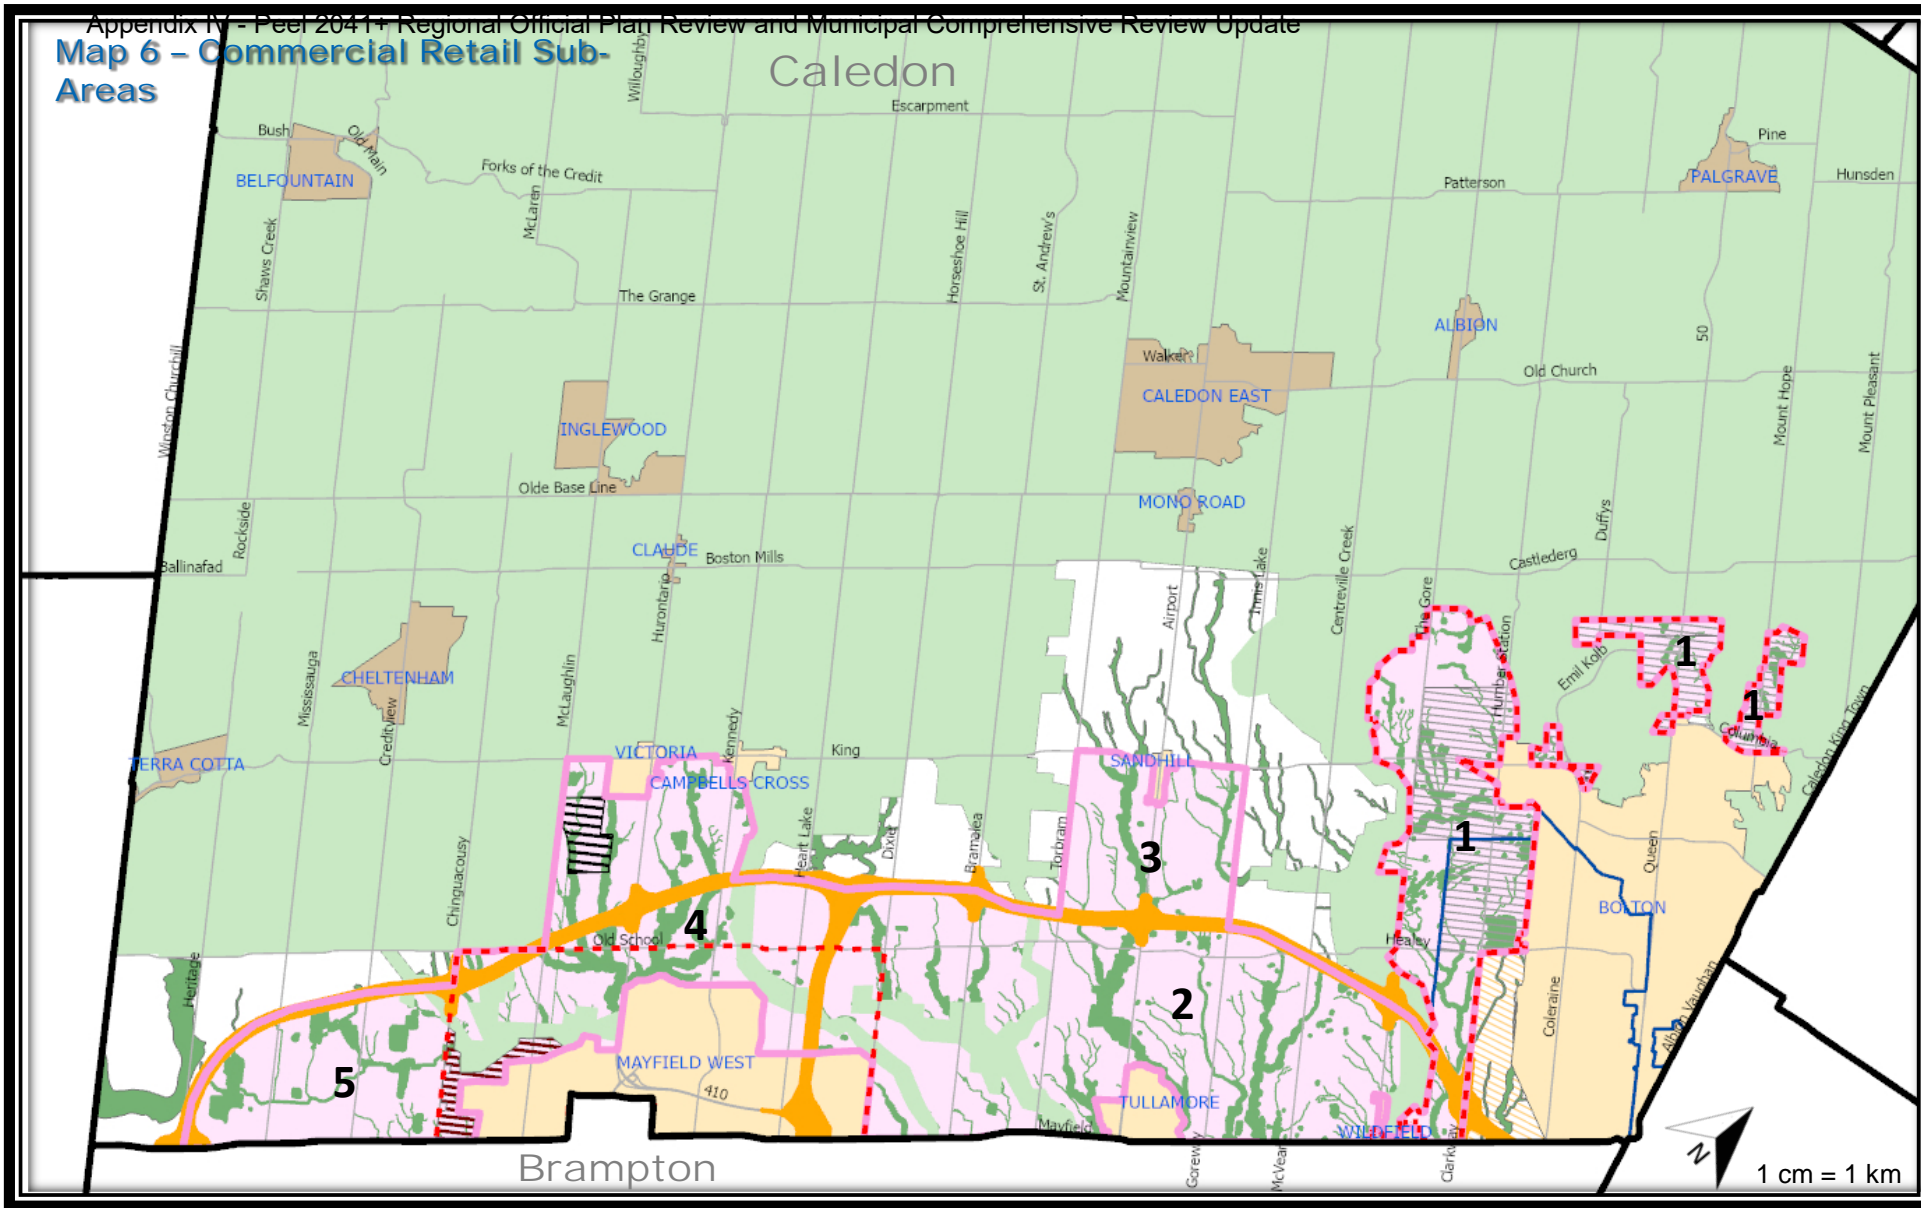 Appendix IV - Peel 2041+ Regional Official Plan Review and Municipal Comprehensive Review Update
Map 6 – Commercial Retail Sub-
Areas
Caledon
Willoughby
Escarpment
Bush
Old Main
BELFOUNTAIN
Forks of the Credit
McLaren
Shaws Creek
Horseshoe Hill
St. Andrew's
Mountainview
Patterson
Pine
PALGRAVE
Hunsden
The Grange
ALBION
50
Winston Churchill
Walker
CALEDON EAST
Old Church
Mount Hope
Mount Pleasant
INGLEWOOD
Olde Base Line
MONO ROAD
Rockside
Ballinafad
CLAUDE
Boston Mills
Hurontario
Airport
Innis Lake
Centreville Creek
The Gore
Humber Station
Castlederg
Duffys
Emil Kolb
1
1
Columbia
Caledon King Town
CHELTENHAM
Mississauga
Creditview
McLaughlin
Kennedy
TERRA COTTA
VICTORIA
CAMPBELLS CROSS
King
SANDHILL
Chinguacousy
Heart Lake
Dixie
Bramalea
Torbram
3
1
Queen
BOLTON
4
Old School
Healey
Heritage
2
Coleraine
Albion Vaughan
5
MAYFIELD WEST
410
TULLAMORE
Mayfield
WILDFIELD
Goreway
McVean
Clarkway
Brampton
N
1 cm = 1 km